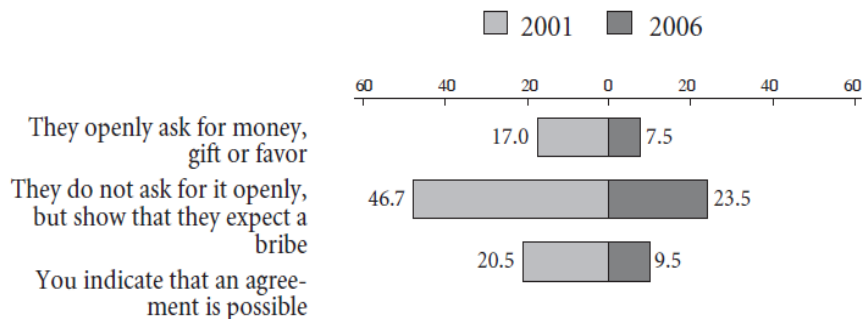 2001 2006
60 40 20 0 20 40 60
They openly ask for money,
gift or favor
17.0 7.5
They do not ask for it openly,
but show that they expect a
bribe
46.7 23.5
You indicate that an agree-
ment is possible
20.5 9.5